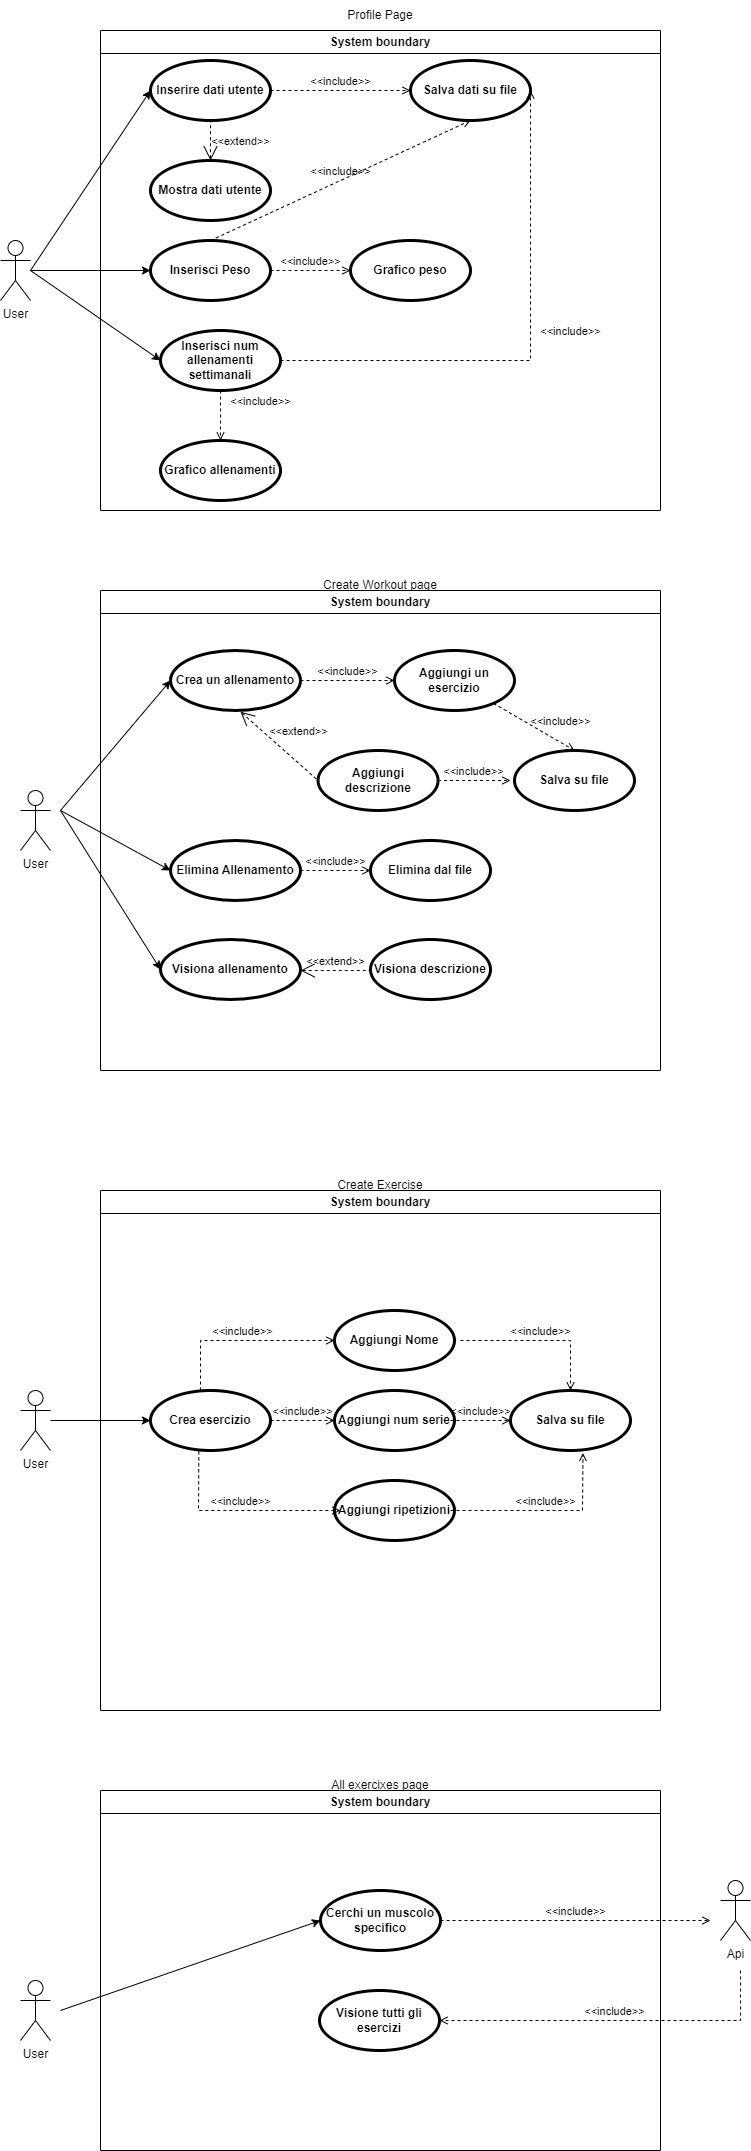 Profile Page
System boundary
Inserire dati utente
<<include>>
Salva dati su file
<<extend>>
<<include>>
Mostra dati utente
Inserisci Peso
<<include>>
Grafico peso
User
<<include>>
Inserisci num
allenamenti
settimanali
<<include>>
Grafico allenamenti
Create Workout page
System boundary
Crea un allenamento
<<include>>
Aggiungi un
esercizio
<<extend>>
<<include>>
Aggiungi
descrizione
<<include>>
Salva su file
User
Elimina Allenamento
<<include>>
Elimina dal file
Visiona allenamento
<<extend>>
Visiona descrizione
Create Exercise
System boundary
<<include>>
Aggiungi Nome
<<include>>
User
Crea esercizio
<<include>>
Aggiungi num serie
<<include>>
Salva su file
<<include>>
Aggiungi ripetizioni
<<include>>
All exercixes page
System boundary
Cerchi un muscolo
specifico
<<include>>
Api
Visione tutti gli
esercizi
<<include>>
User